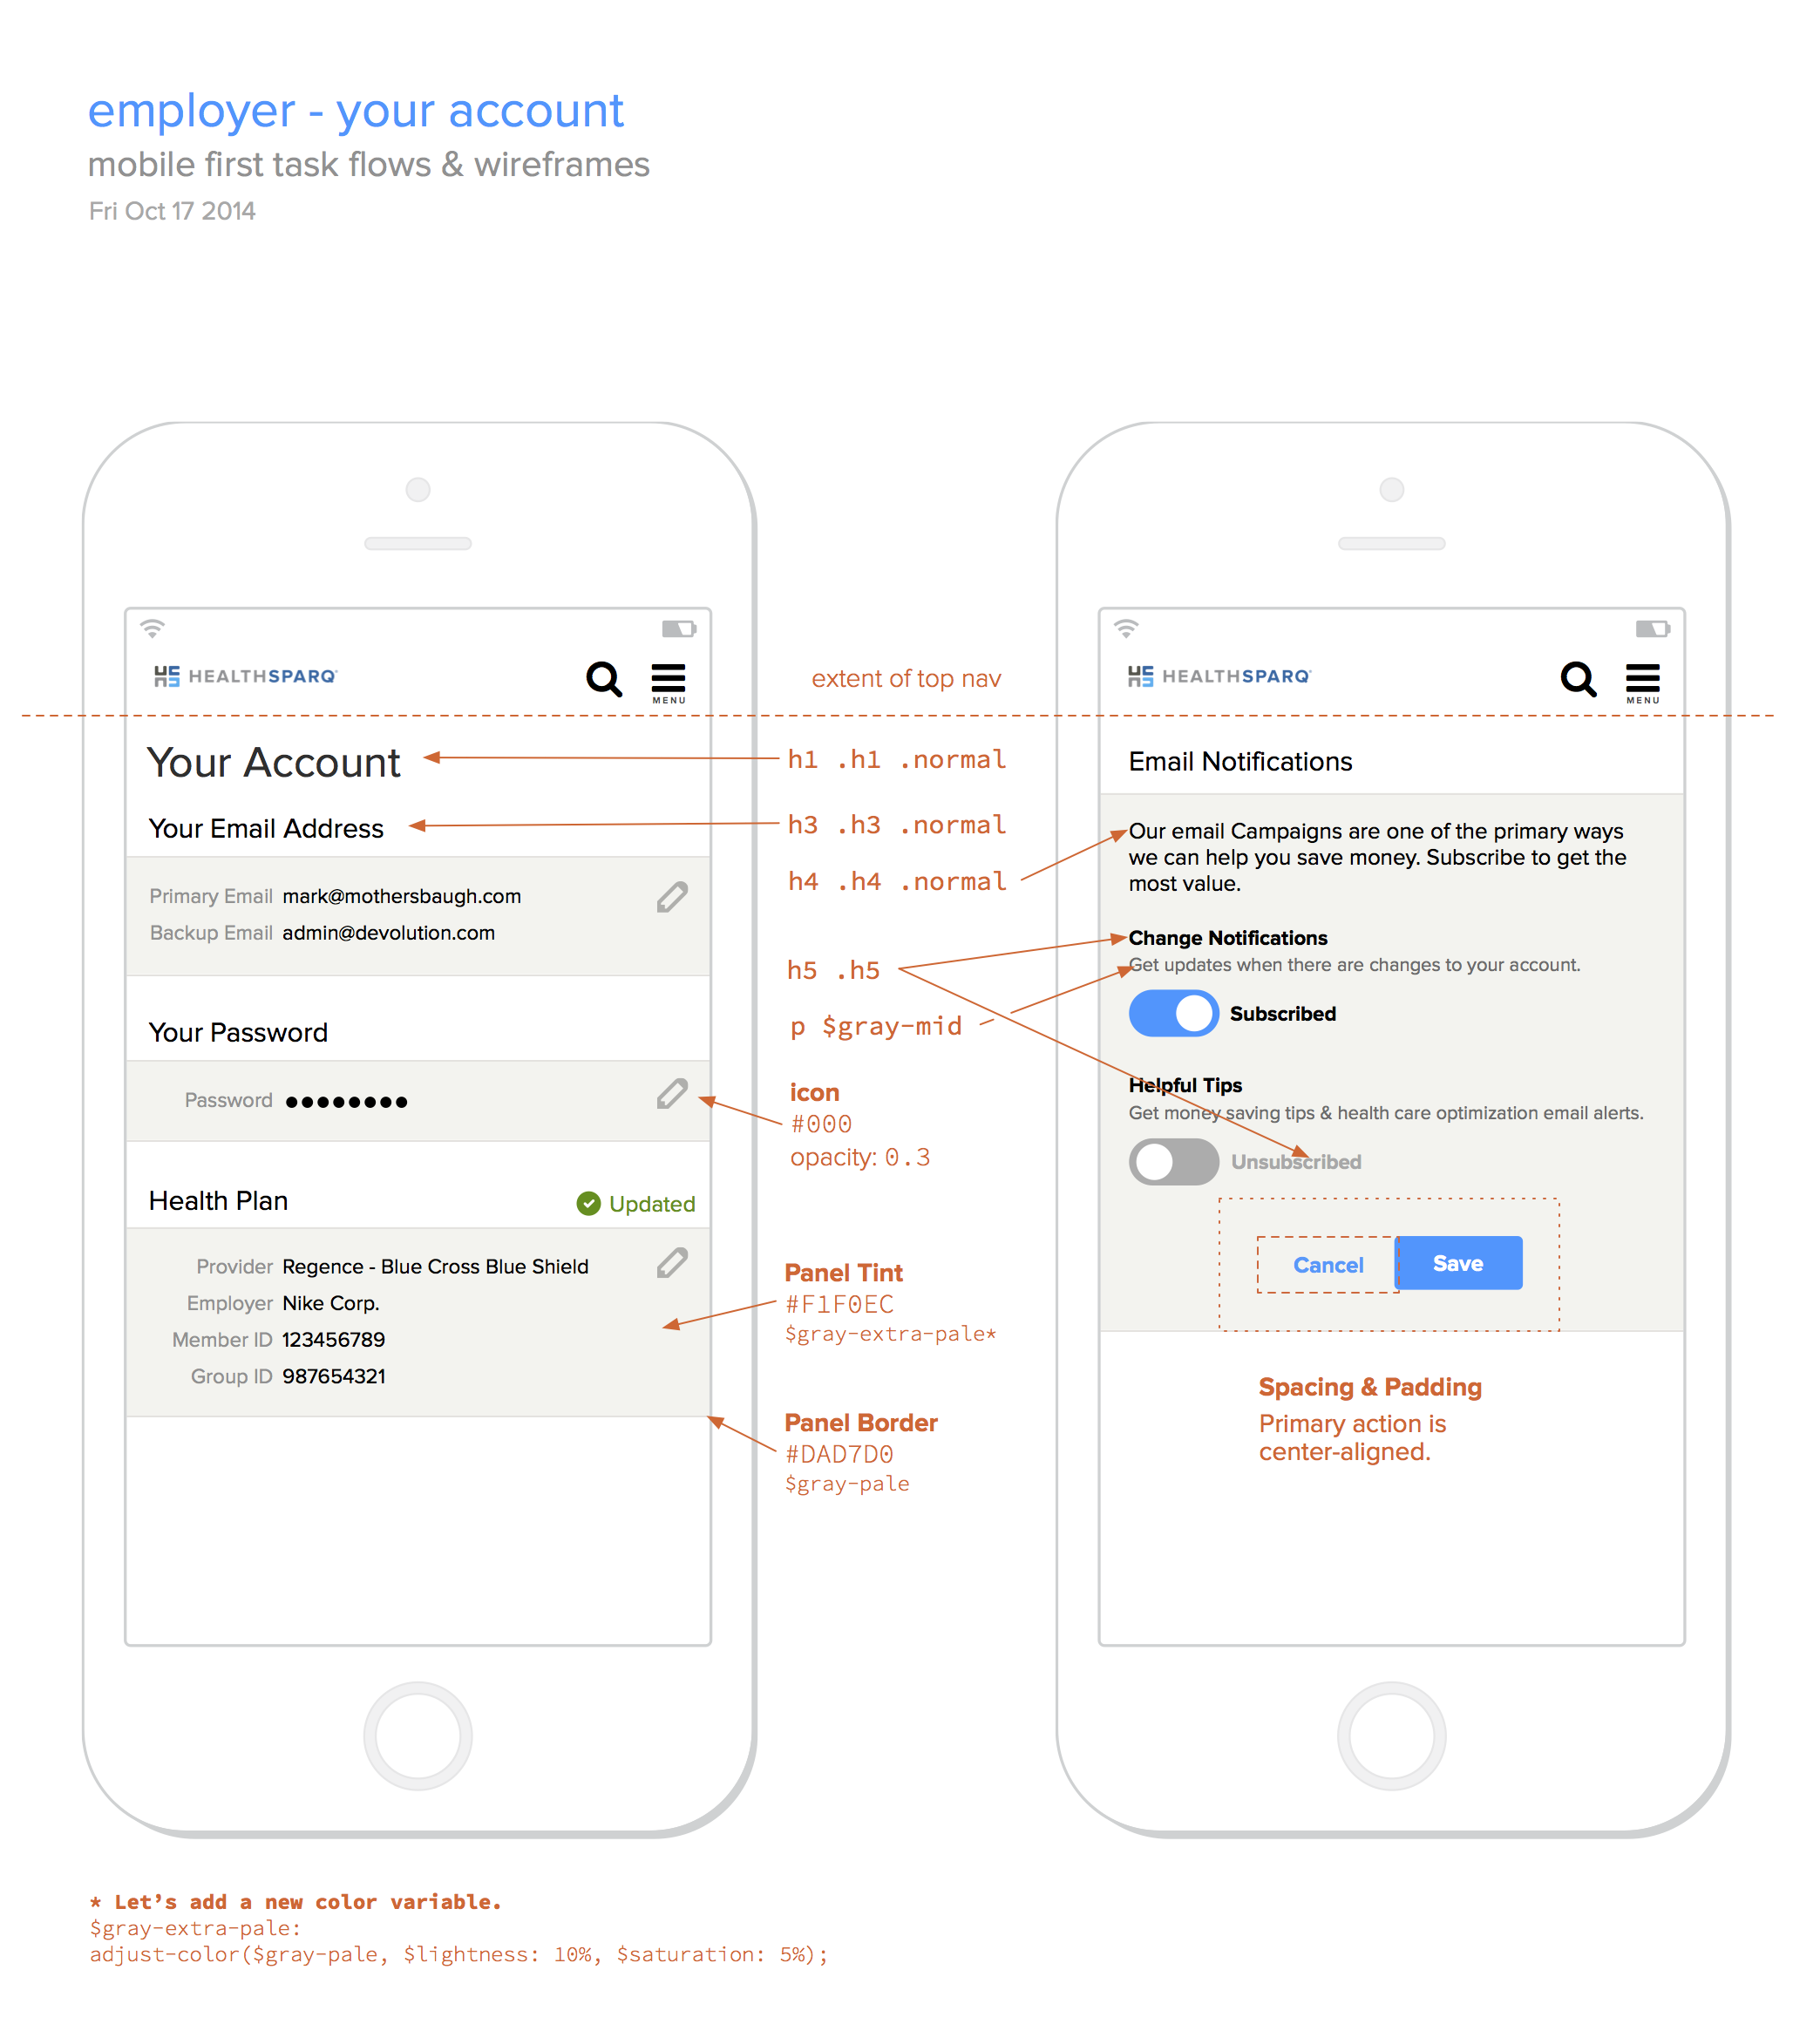 employer - your account
mobile first task flows & wireframes
Fri Oct 17 2014
HEALTHSPARQ
MENU
Your Account
Your Email Address
Primary Email mark@mothersbaugh.com
Backup Email admin@devolution.com
Your Password
Password ●●●●●●●●
Health Plan
Updated
Provider Regence - Blue Cross Blue Shield
Employer Nike Corp.
Member ID 123456789
Group ID 987654321
extent of top nav
h1 .h1 .normal
h3 .h3 .normal
h4 .h4 .normal
h5 .h5
p $gray-mid
icon
#000
opacity: 0.3
Panel Tint
#F1F0EC
$gray-extra-pale*
Panel Border
#DAD7D0
$gray-pale
HEALTHSPARQ
MENU
Email Notifications
Our email Campaigns are one of the primary ways
we can help you save money. Subscribe to get the
most value.
Change Notifications
Get updates when there are changes to your account.
Subscribed
Helpful Tips
Get money saving tips & health care optimization email alerts.
Unsubscribed
Cancel
Save
Spacing & Padding
Primary action is
center-aligned.
* Let's add a new color variable.
$gray-extra-pale:
adjust-color($gray-pale, $lightness: 10%, $saturation: 5%);